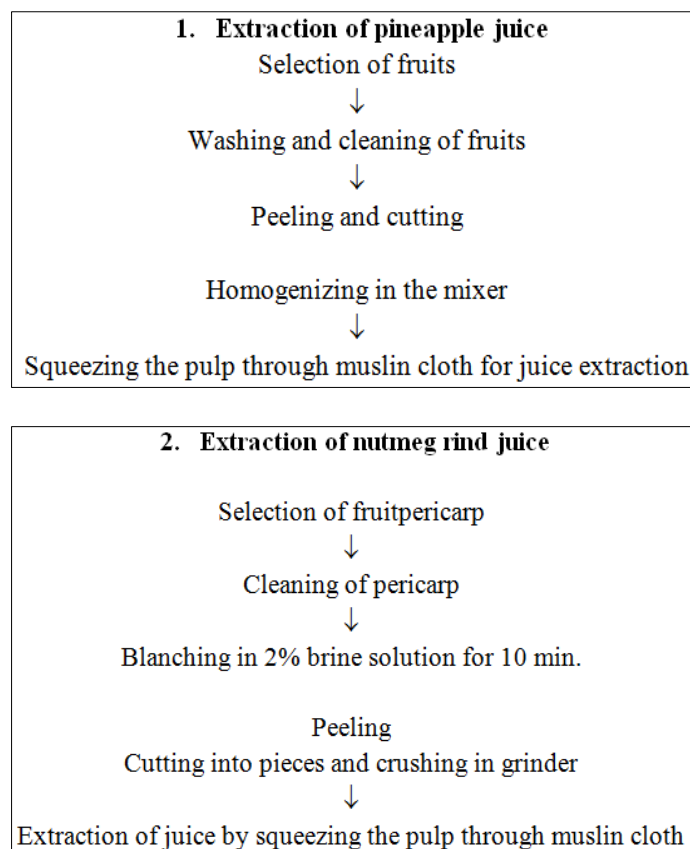 1. Extraction of pineapple juice
Selection of fruits
↓
Washing and cleaning of fruits
↓
Peeling and cutting
Homogenizing in the mixer
↓
Squeezing the pulp through muslin cloth for juice extraction
2. Extraction of nutmeg rind juice
Selection of fruitpericarp
↓
Cleaning of pericarp
↓
Blanching in 2% brine solution for 10 min.
Peeling
Cutting into pieces and crushing in grinder
↓
Extraction of juice by squeezing the pulp through muslin cloth